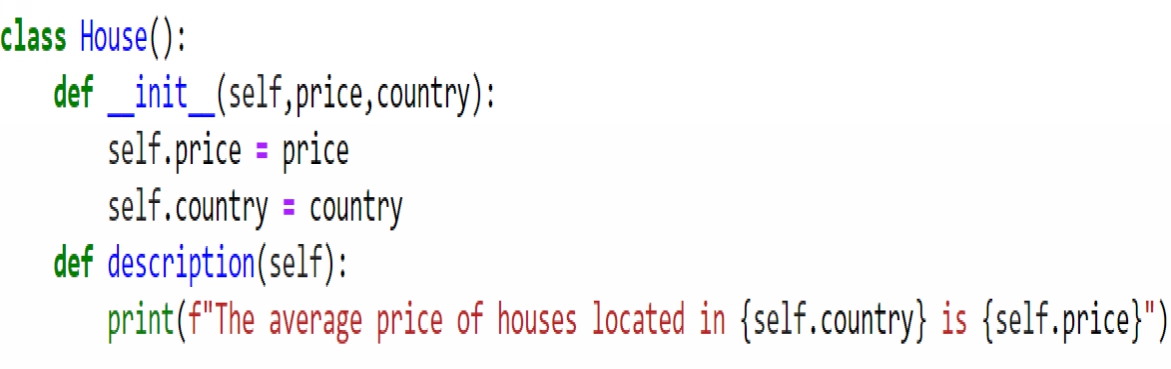 class House():
    def __init__(self,price,country):
        self.price = price
        self.country = country
    def description(self):
        print(f"The average price of houses located in {self.country} is {self.price}")